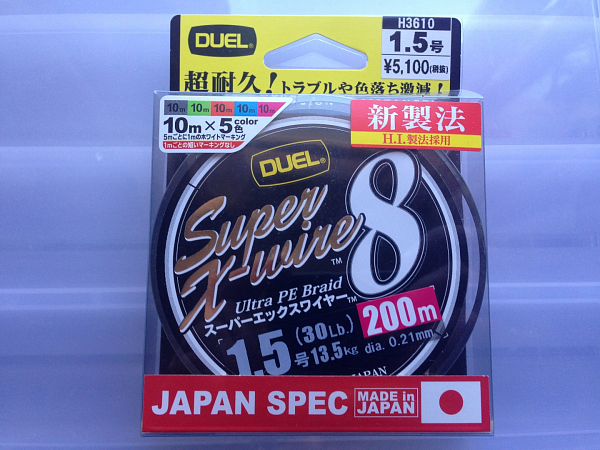 DUEL®
H3610
1.5号
¥5,100(税抜)
超耐久！トラブルや色落ち激減！
10m 10m 10m 10m 10m
10m×5色 color
5mごとに1mのホワイトマーキング
1mごとの短いマーキングなし
新製法
H.I.製法採用
DUEL®
Super
X-wire 8
TM
Ultra PE Braid
スーパーエックスワイヤー™
200m
1.5号 (30Lb.) 13.5kg dia. 0.21mm
JAPAN
JAPAN SPEC
MADE in
JAPAN